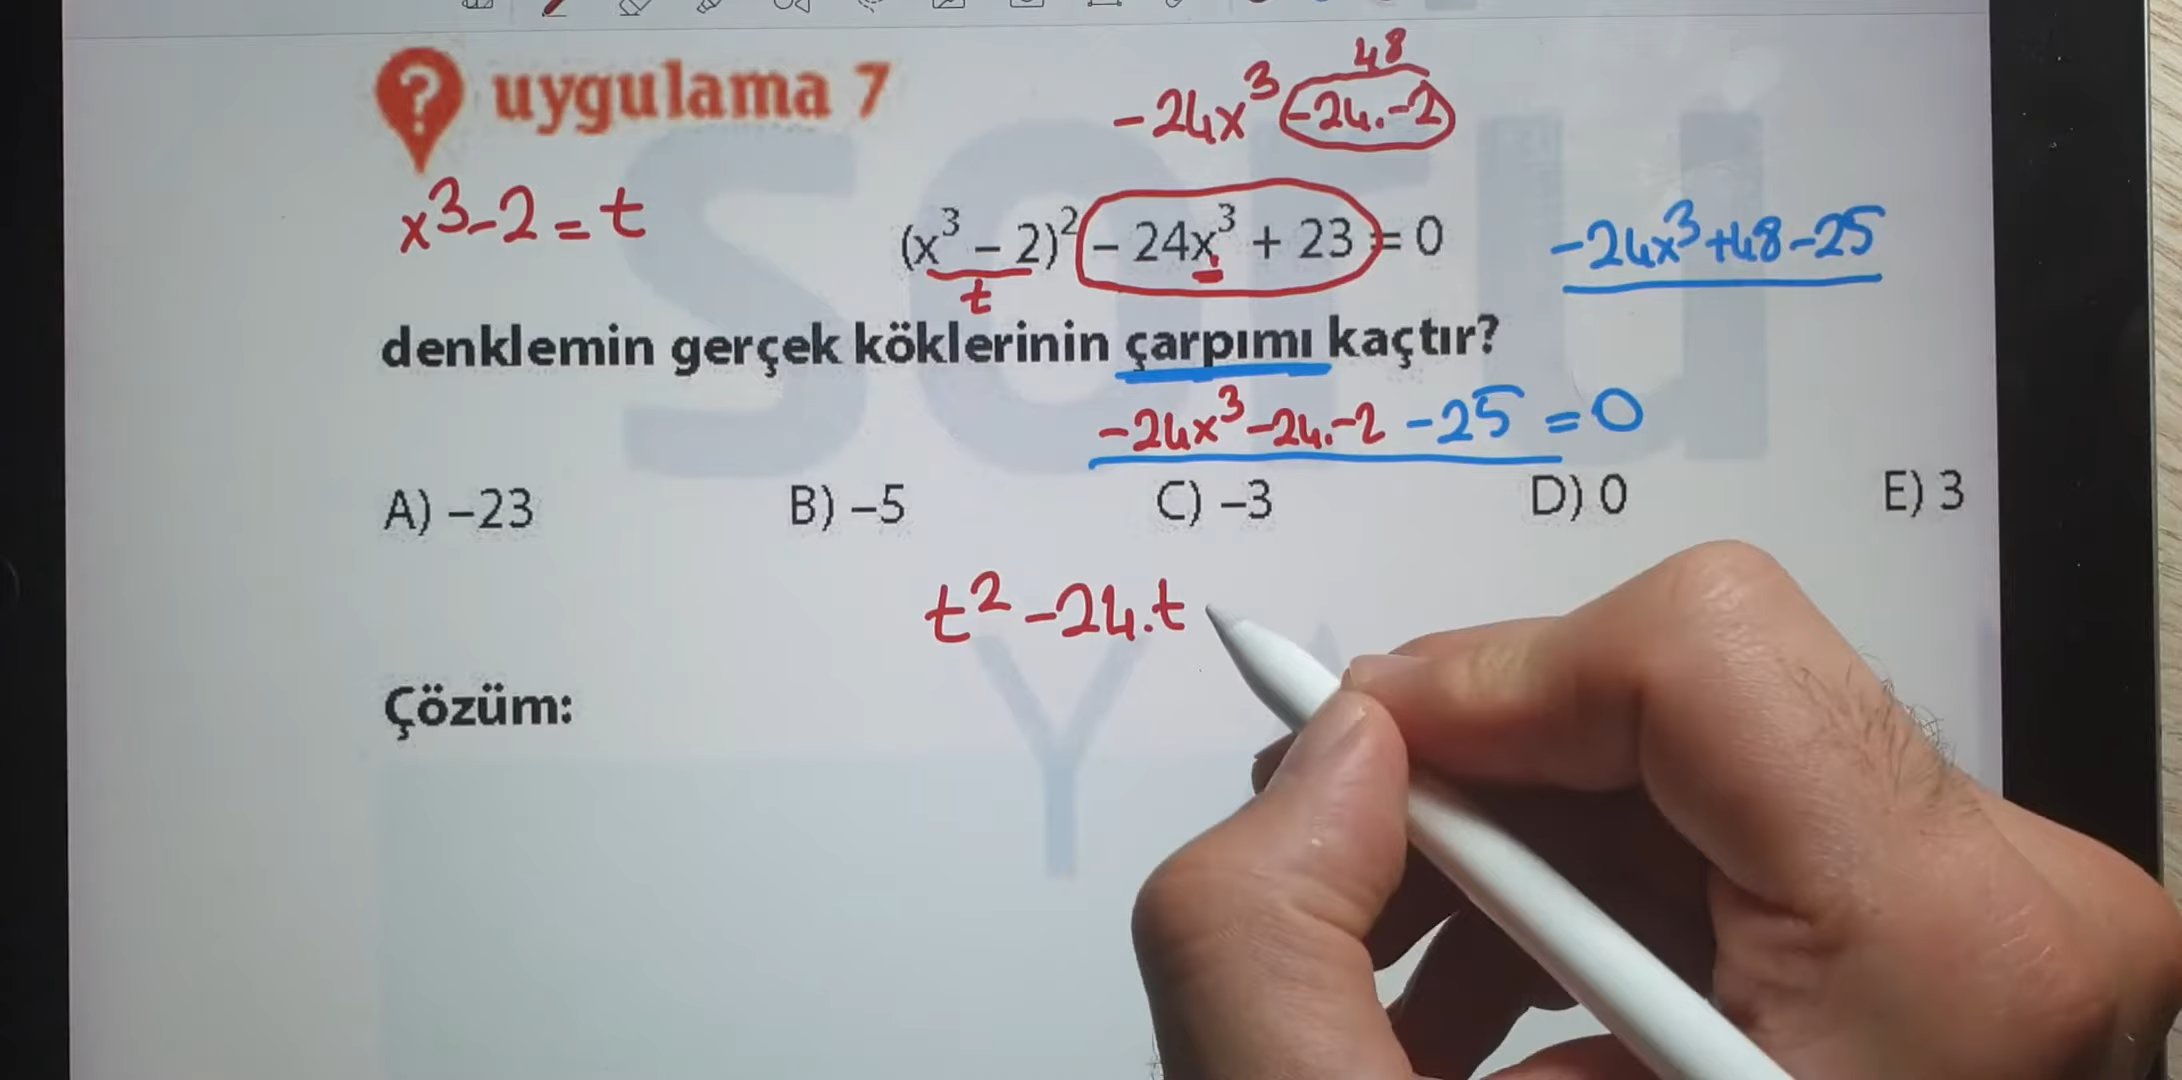 ? uygulama 7
48
-24x³ -24.-2
x³-2=t
(x³ – 2)² – 24x³ + 23 = 0
t
-24x³+48-25
denklemin gerçek köklerinin çarpımı kaçtır?
-24x³-24.-2 -25 =0
A) –23 B) –5 C) –3 D) 0 E) 3
t² -24.t
Çözüm:
soru
Y